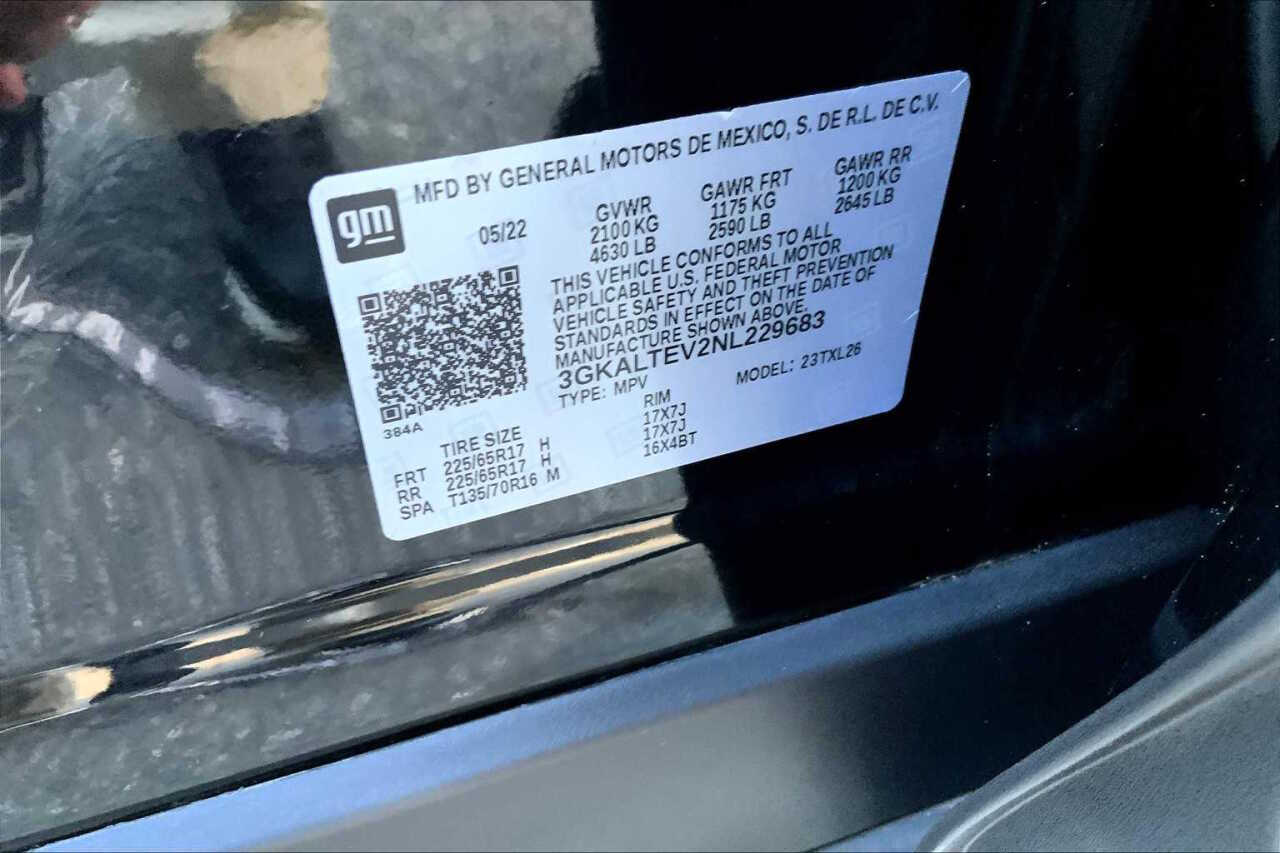 MFD BY GENERAL MOTORS DE MEXICO, S. DE R.L. DE C.V.
gm
05/22
GVWR
2100 KG
4630 LB
GAWR FRT
1175 KG
2590 LB
GAWR RR
1200 KG
2645 LB
THIS VEHICLE CONFORMS TO ALL
APPLICABLE U.S. FEDERAL MOTOR
VEHICLE SAFETY AND THEFT PREVENTION
STANDARDS IN EFFECT ON THE DATE OF
MANUFACTURE SHOWN ABOVE.
3GKALTEV2NL229683
TYPE: MPV MODEL: 23TXL26
384A
TIRE SIZE RIM
FRT 225/65R17 H 17X7J
RR 225/65R17 H 17X7J
SPA T135/70R16 M 16X4BT